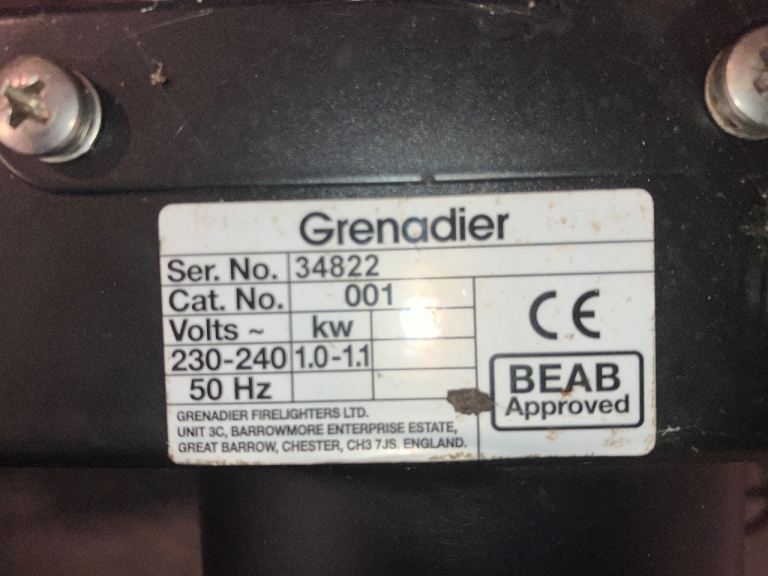 Grenadier
Ser. No. 34822
Cat. No. 001
Volts ~ kw
230-240 1.0-1.1
50 Hz
CE
BEAB
Approved
GRENADIER FIRELIGHTERS LTD.
UNIT 3C, BARROWMORE ENTERPRISE ESTATE,
GREAT BARROW, CHESTER, CH3 7JS. ENGLAND.